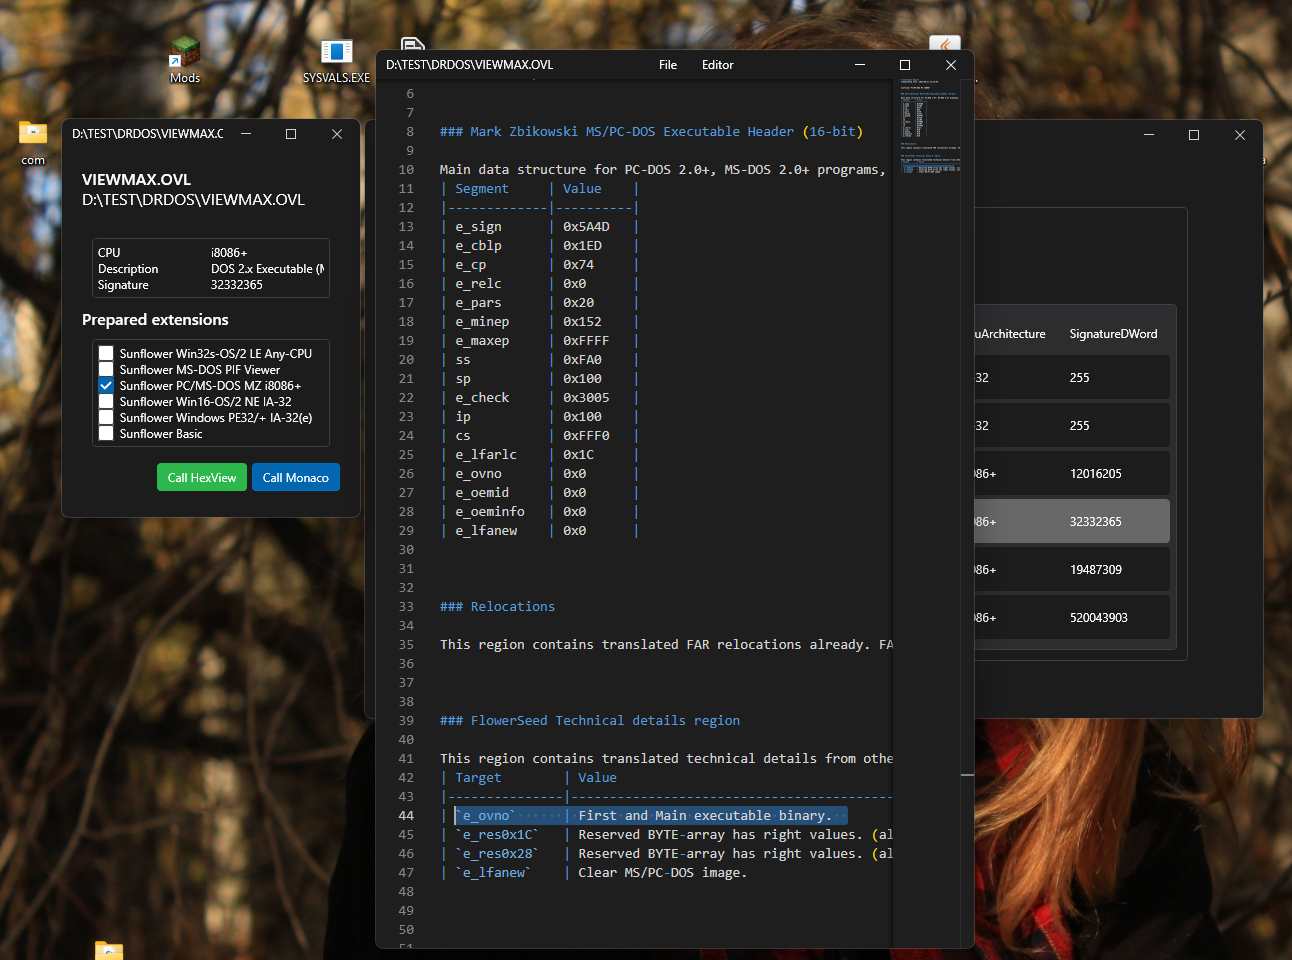 Mods
SYSVALS.EXE
com
D:\TEST\DRDOS\VIEWMAX.C
VIEWMAX.OVL
D:\TEST\DRDOS\VIEWMAX.OVL
CPU i8086+
Description DOS 2.x Executable (M
Signature 32332365
Prepared extensions
Sunflower Win32s-OS/2 LE Any-CPU
Sunflower MS-DOS PIF Viewer
Sunflower PC/MS-DOS MZ i8086+
Sunflower Win16-OS/2 NE IA-32
Sunflower Windows PE32/+ IA-32(e)
Sunflower Basic
Call HexView Call Monaco
D:\TEST\DRDOS\VIEWMAX.OVL File Editor
6
7
8 ### Mark Zbikowski MS/PC-DOS Executable Header (16-bit)
9
10 Main data structure for PC-DOS 2.0+, MS-DOS 2.0+ programs,
11 | Segment | Value |
12 |-------------|----------|
13 | e_sign | 0x5A4D |
14 | e_cblp | 0x1ED |
15 | e_cp | 0x74 |
16 | e_relc | 0x0 |
17 | e_pars | 0x20 |
18 | e_minep | 0x152 |
19 | e_maxep | 0xFFFF |
20 | ss | 0xFA0 |
21 | sp | 0x100 |
22 | e_check | 0x3005 |
23 | ip | 0x100 |
24 | cs | 0xFFF0 |
25 | e_lfarlc | 0x1C |
26 | e_ovno | 0x0 |
27 | e_oemid | 0x0 |
28 | e_oeminfo | 0x0 |
29 | e_lfanew | 0x0 |
30
31
32
33 ### Relocations
34
35 This region contains translated FAR relocations already. FA
36
37
38
39 ### FlowerSeed Technical details region
40
41 This region contains translated technical details from othe
42 | Target | Value
43 |---------------|------------------------------------------
44 | `e_ovno` | First and Main executable binary.
45 | `e_res0x1C` | Reserved BYTE-array has right values. (al
46 | `e_res0x28` | Reserved BYTE-array has right values. (al
47 | `e_lfanew` | Clear MS/PC-DOS image.
48
49
50
51
uArchitecture SignatureDWord
32 255
32 255
86+ 12016205
86+ 32332365
86+ 19487309
86+ 520043903